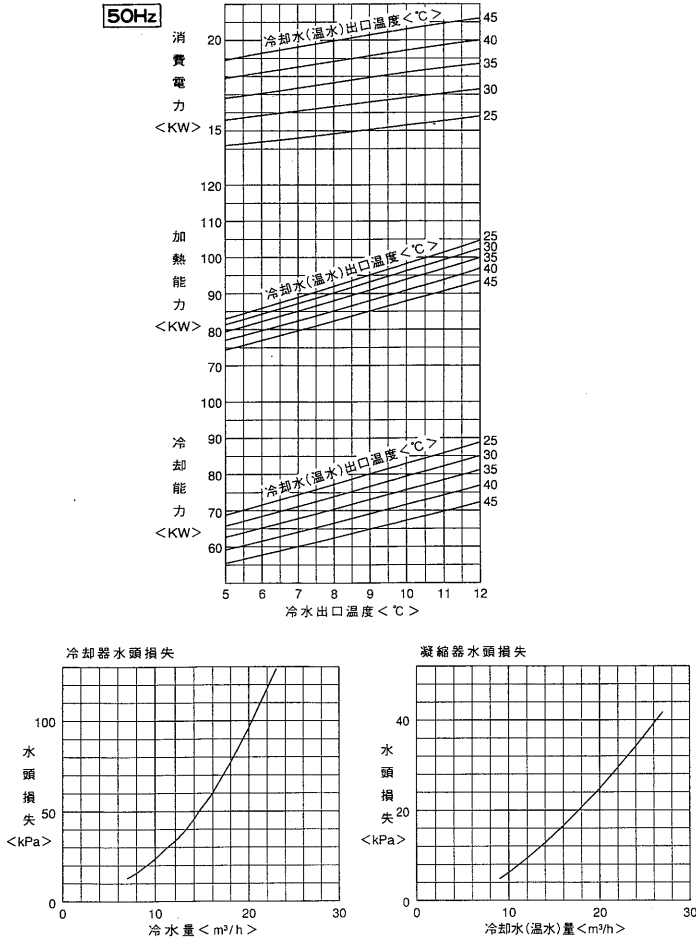 50Hz
消費電力
<KW>
20
15
冷却水(温水)出口温度<℃>
45
40
35
30
25
加熱能力
<KW>
120
110
100
90
80
70
冷却水(温水)出口温度<℃>
25
30
35
40
45
冷却能力
<KW>
100
90
80
70
60
冷却水(温水)出口温度<℃>
25
30
35
40
45
5 6 7 8 9 10 11 12
冷水出口温度<℃>
冷却器水頭損失
水頭損失
<kPa>
100
50
0
0 10 20 30
冷水量<m³/h>
凝縮器水頭損失
水頭損失
<kPa>
40
20
0
0 10 20 30
冷却水(温水)量<m³/h>